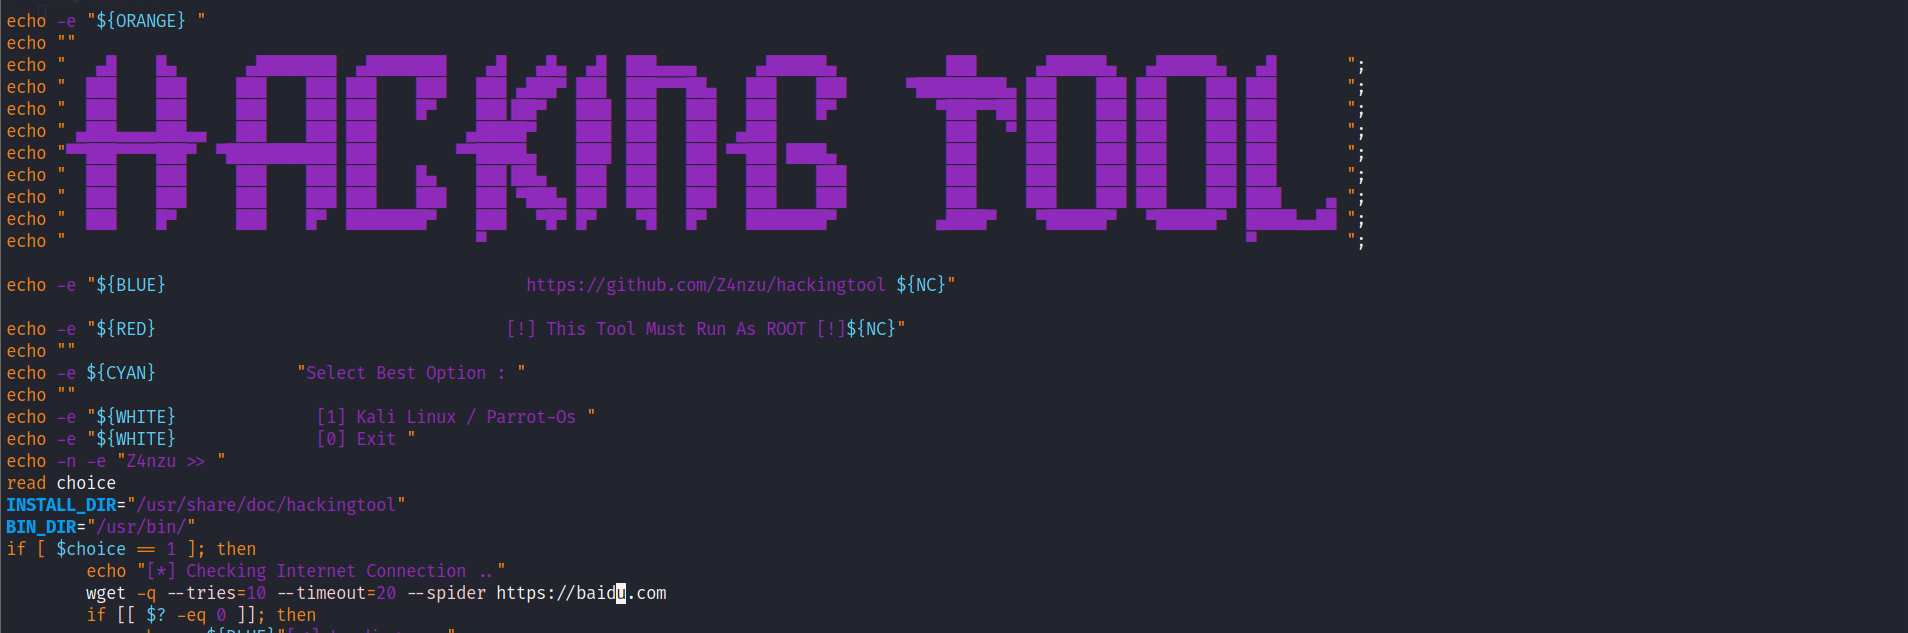 echo -e "${ORANGE} "
echo ""
echo " ";
echo " ";
echo " ";
echo " ";
echo " ";
echo " ";
echo " ";
echo " ";
echo " ";
HACKING TOOL
echo -e "${BLUE} https://github.com/Z4nzu/hackingtool ${NC}"
echo -e "${RED} [!] This Tool Must Run As ROOT [!]${NC}"
echo ""
echo -e ${CYAN} "Select Best Option : "
echo ""
echo -e "${WHITE} [1] Kali Linux / Parrot-Os "
echo -e "${WHITE} [0] Exit "
echo -n -e "Z4nzu >> "
read choice
INSTALL_DIR="/usr/share/doc/hackingtool"
BIN_DIR="/usr/bin/"
if [ $choice == 1 ]; then
echo "[*] Checking Internet Connection .."
wget -q --tries=10 --timeout=20 --spider https://baidu.com
if [[ $? -eq 0 ]]; then